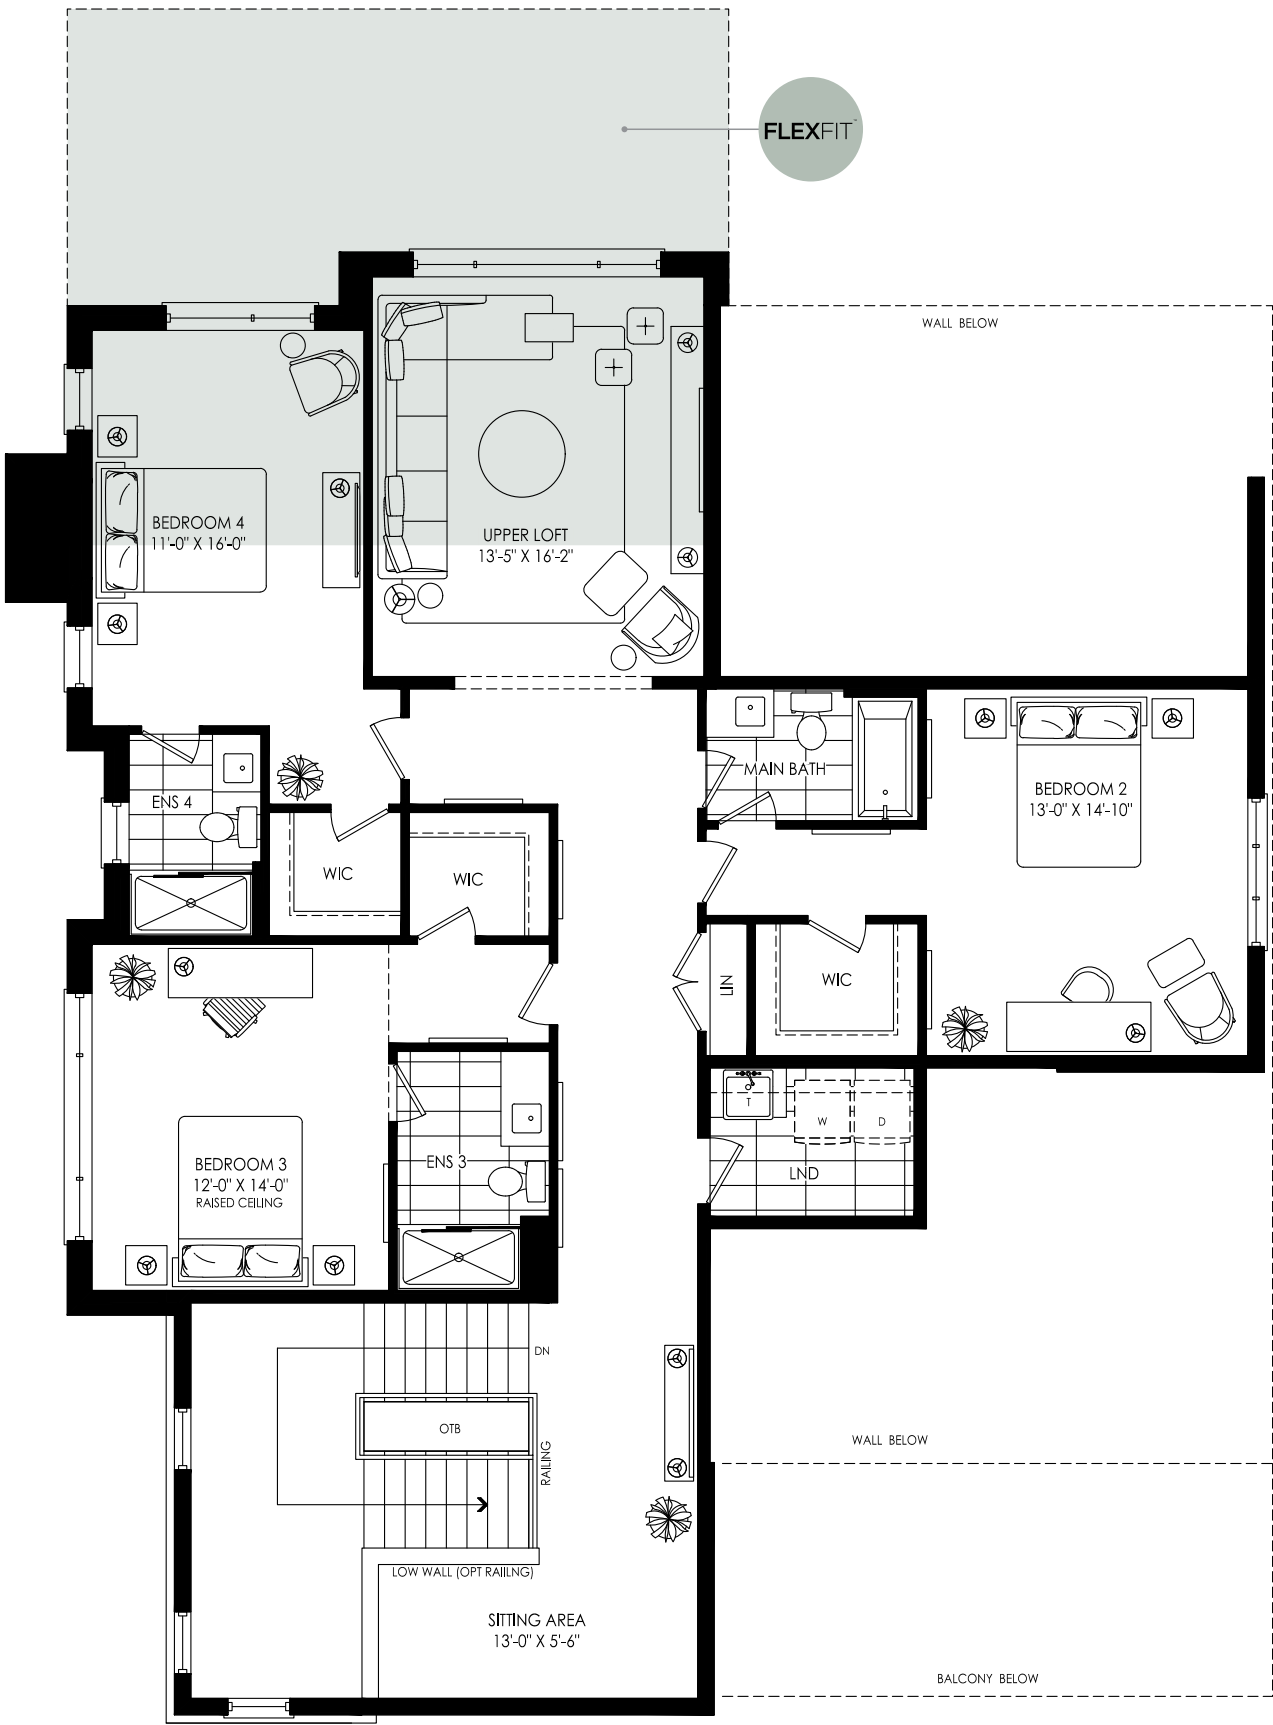 FLEXFIT™
WALL BELOW
BEDROOM 4
11'-0" X 16'-0"
UPPER LOFT
13'-5" X 16'-2"
MAIN BATH
BEDROOM 2
13'-0" X 14'-10"
ENS 4
WIC
WIC
WIC
LIN
T
W
D
LND
ENS 3
BEDROOM 3
12'-0" X 14'-0"
RAISED CEILING
DN
OTB
RAILING
WALL BELOW
LOW WALL (OPT RAIILNG)
SITTING AREA
13'-0" X 5'-6"
BALCONY BELOW